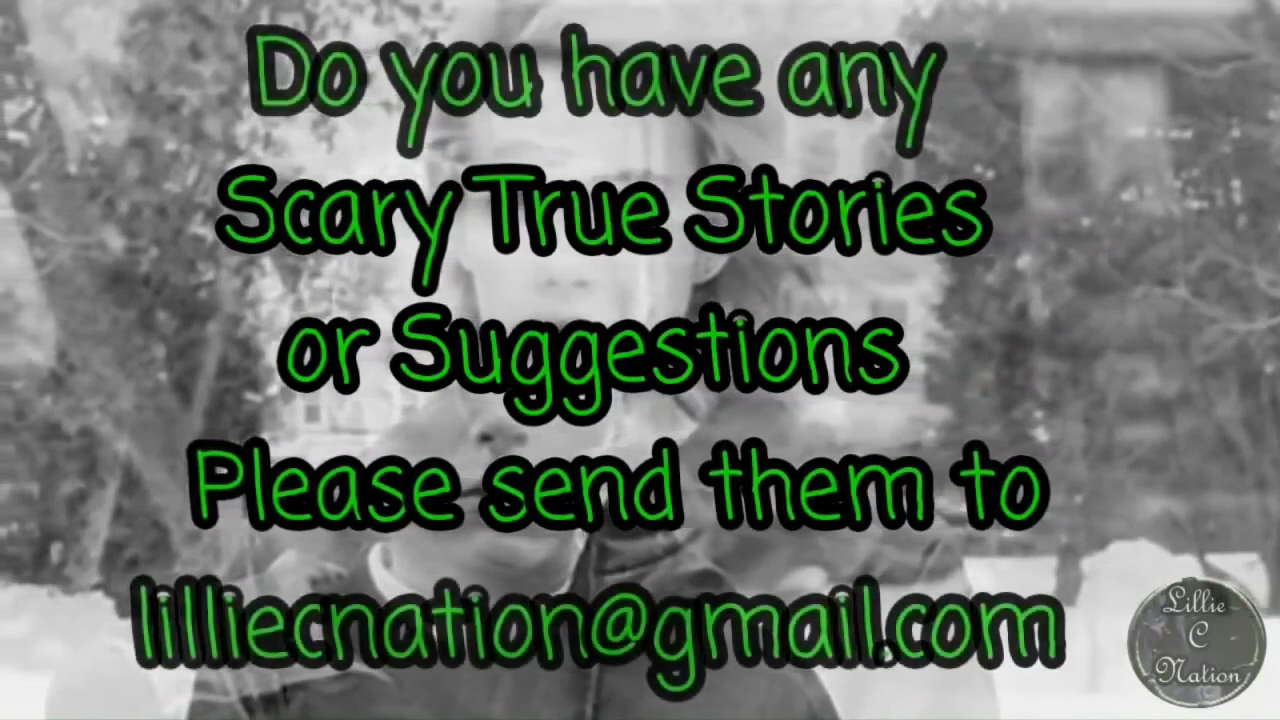 Do you have any
Scary True Stories
or Suggestions
Please send them to
lilliecnation@gmail.com
Lillie
C
Nation